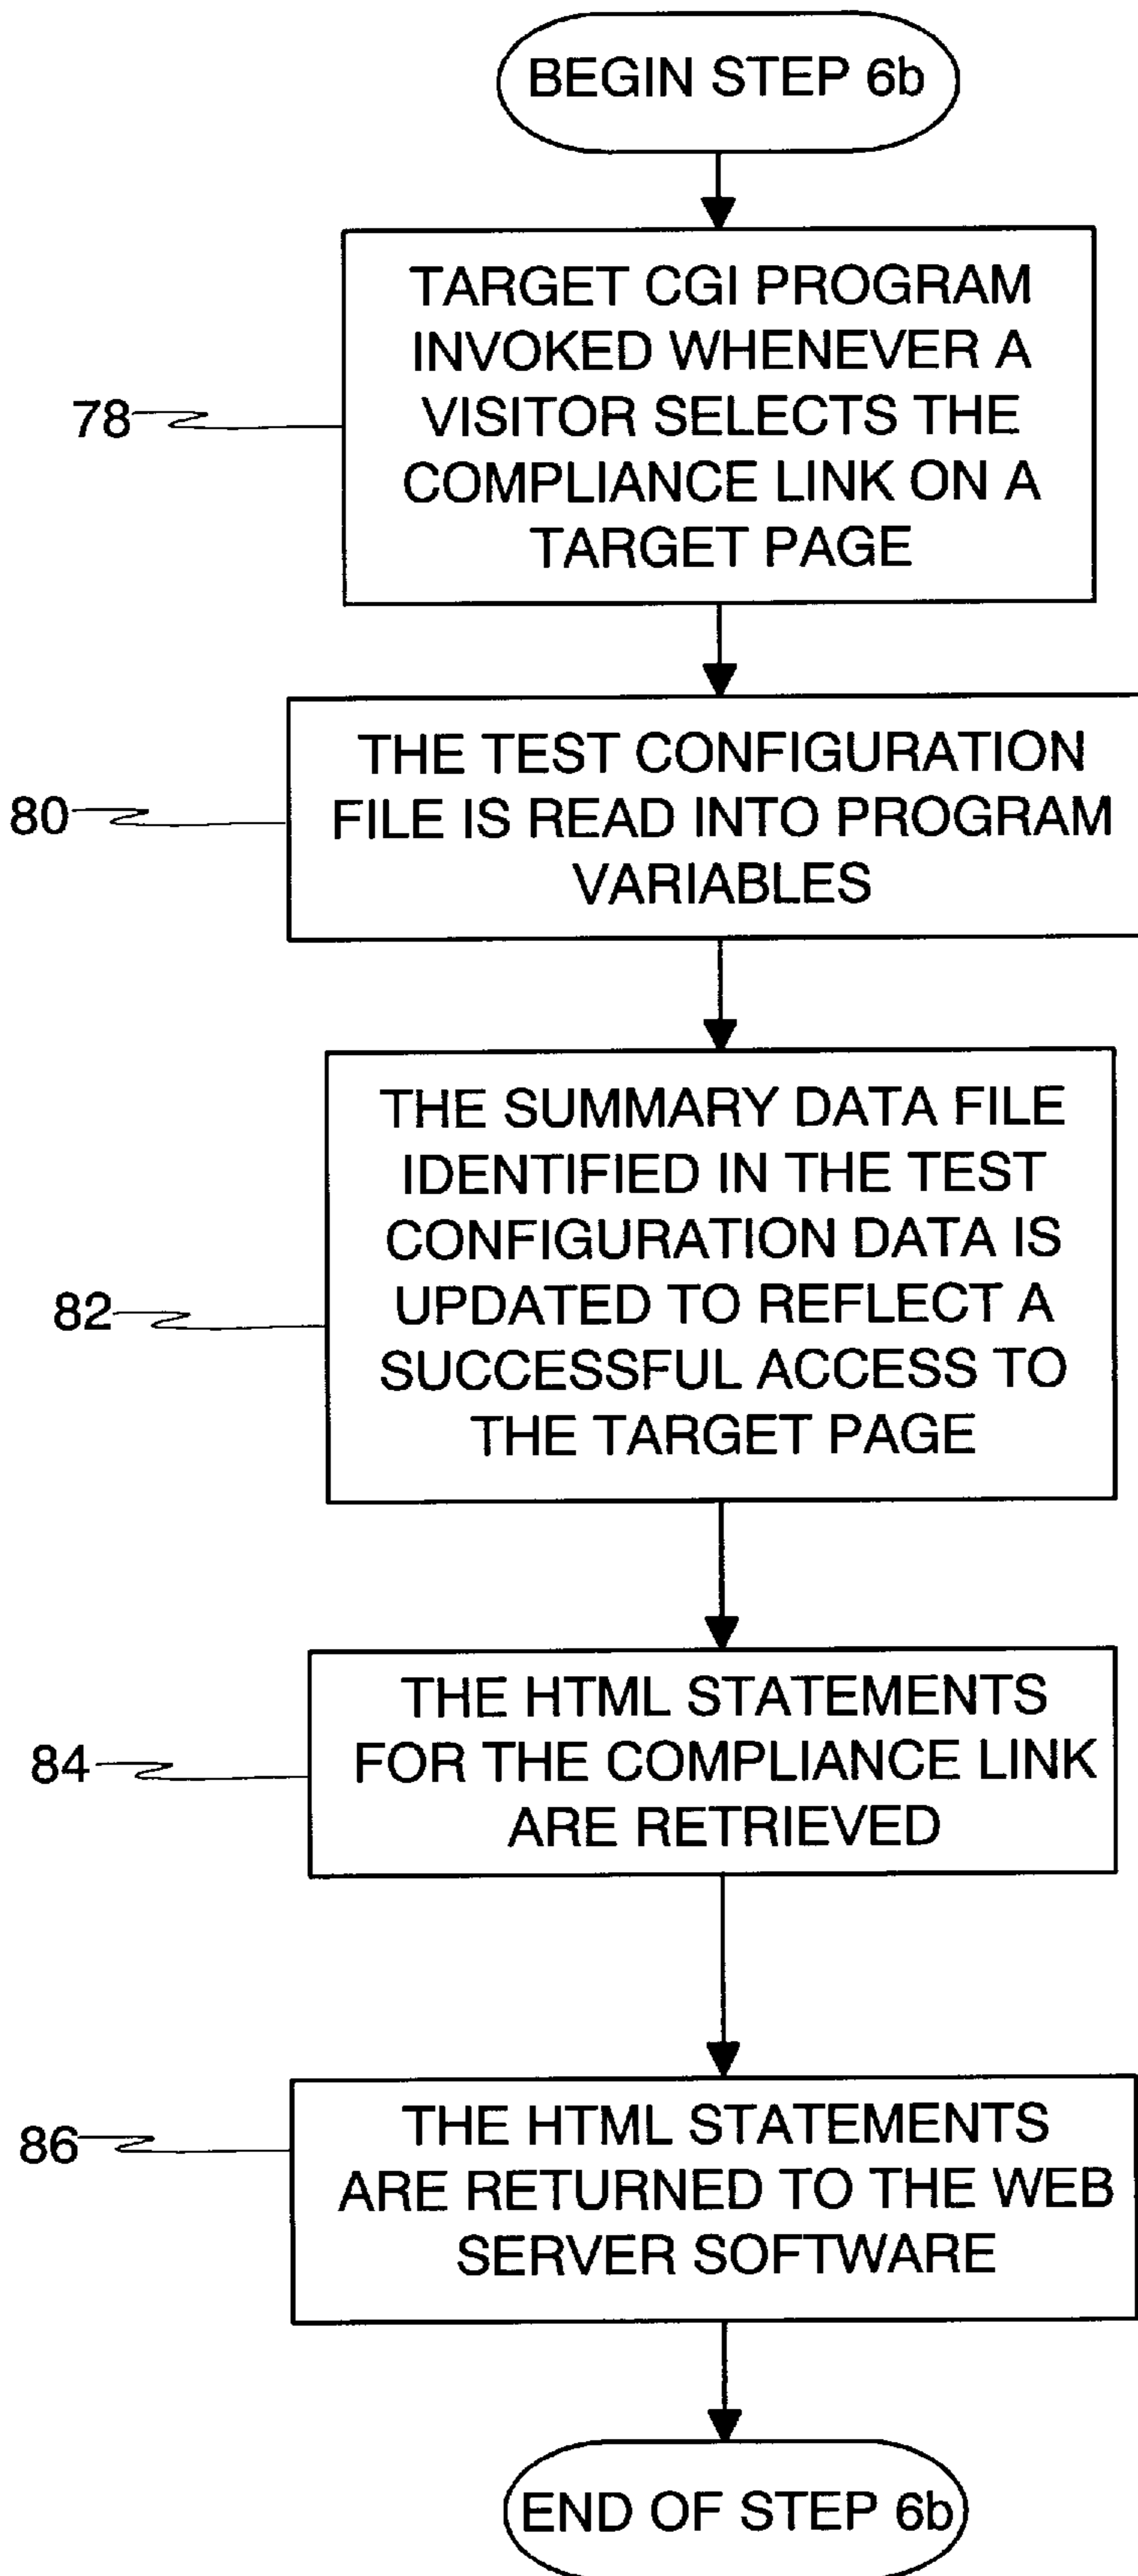 BEGIN STEP 6b
TARGET CGI PROGRAM
INVOKED WHENEVER A
VISITOR SELECTS THE
COMPLIANCE LINK ON A
TARGET PAGE
78
THE TEST CONFIGURATION
FILE IS READ INTO PROGRAM
VARIABLES
80
THE SUMMARY DATA FILE
IDENTIFIED IN THE TEST
CONFIGURATION DATA IS
UPDATED TO REFLECT A
SUCCESSFUL ACCESS TO
THE TARGET PAGE
82
THE HTML STATEMENTS
FOR THE COMPLIANCE LINK
ARE RETRIEVED
84
THE HTML STATEMENTS
ARE RETURNED TO THE WEB
SERVER SOFTWARE
86
END OF STEP 6b